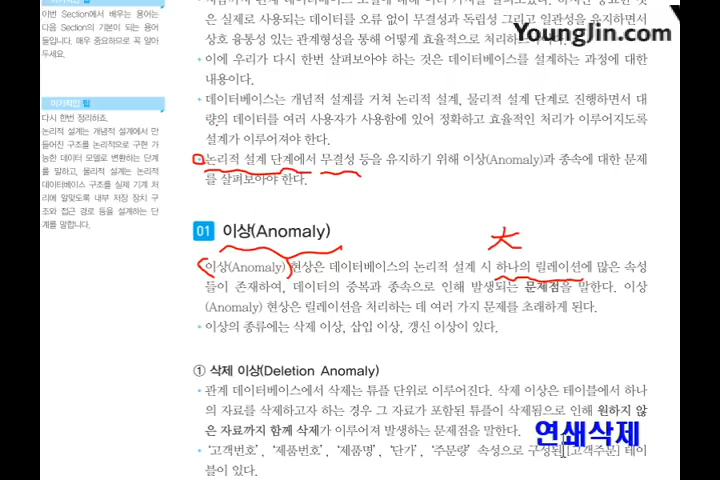 이번 Section에서 배우는 용어는
다음 Section의 기본이 되는 용어
들입니다. 매우 중요하므로 꼭 알아
두세요.
다시 한번 정리하죠.
논리적 설계는 개념적 설계에서 만
들어진 구조를 논리적으로 구현 가
능한 데이터 모델로 변환하는 단계
를 말하고, 물리적 설계는 논리적
데이터베이스 구조를 실제 기계 처
리에 알맞도록 내부 저장 장치 구
조와 접근 경로 등을 설계하는 단
계를 말합니다.
은 실제로 사용되는 데이터를 오류 없이 무결성과 독립성 그리고 일관성을 유지하면서
상호 융통성 있는 관계형성을 통해 어떻게 효율적으로 처리하느
YoungJin.com
• 이에 우리가 다시 한번 살펴보아야 하는 것은 데이터베이스를 설계하는 과정에 대한
내용이다.
• 데이터베이스는 개념적 설계를 거쳐 논리적 설계, 물리적 설계 단계로 진행하면서 대
량의 데이터를 여러 사용자가 사용함에 있어 정확하고 효율적인 처리가 이루어지도록
설계가 이루어져야 한다.
• 논리적 설계 단계에서 무결성 등을 유지하기 위해 이상(Anomaly)과 종속에 대한 문제
를 살펴보아야 한다.
01 이상(Anomaly)
이상(Anomaly) 현상은 데이터베이스의 논리적 설계 시 하나의 릴레이션에 많은 속성
들이 존재하여, 데이터의 중복과 종속으로 인해 발생되는 문제점을 말한다. 이상
(Anomaly) 현상은 릴레이션을 처리하는 데 여러 가지 문제를 초래하게 된다.
• 이상의 종류에는 삭제 이상, 삽입 이상, 갱신 이상이 있다.
① 삭제 이상(Deletion Anomaly)
• 관계 데이터베이스에서 삭제는 튜플 단위로 이루어진다. 삭제 이상은 테이블에서 하나
의 자료를 삭제하고자 하는 경우 그 자료가 포함된 튜플이 삭제됨으로 인해 원하지 않
은 자료까지 함께 삭제가 이루어져 발생하는 문제점을 말한다.
연쇄삭제
• '고객번호', '제품번호', '제품명', '단가', '주문량' 속성으로 구성된 [고객주문] 테이
블이 있다.